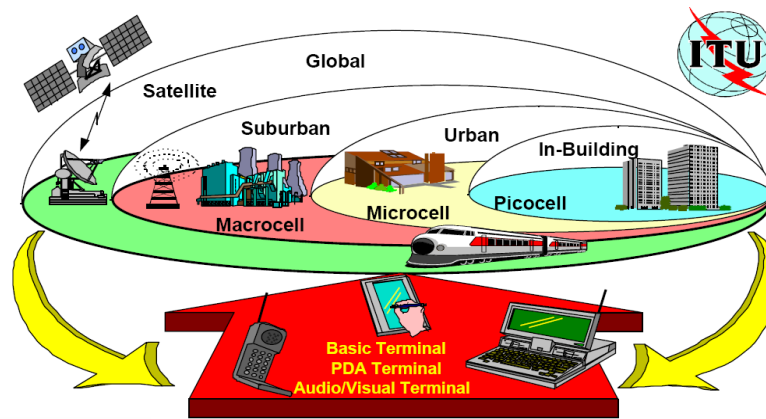 Global
ITU
Satellite
Suburban
Urban
In-Building
Macrocell
Microcell
Picocell
Basic Terminal
PDA Terminal
Audio/Visual Terminal